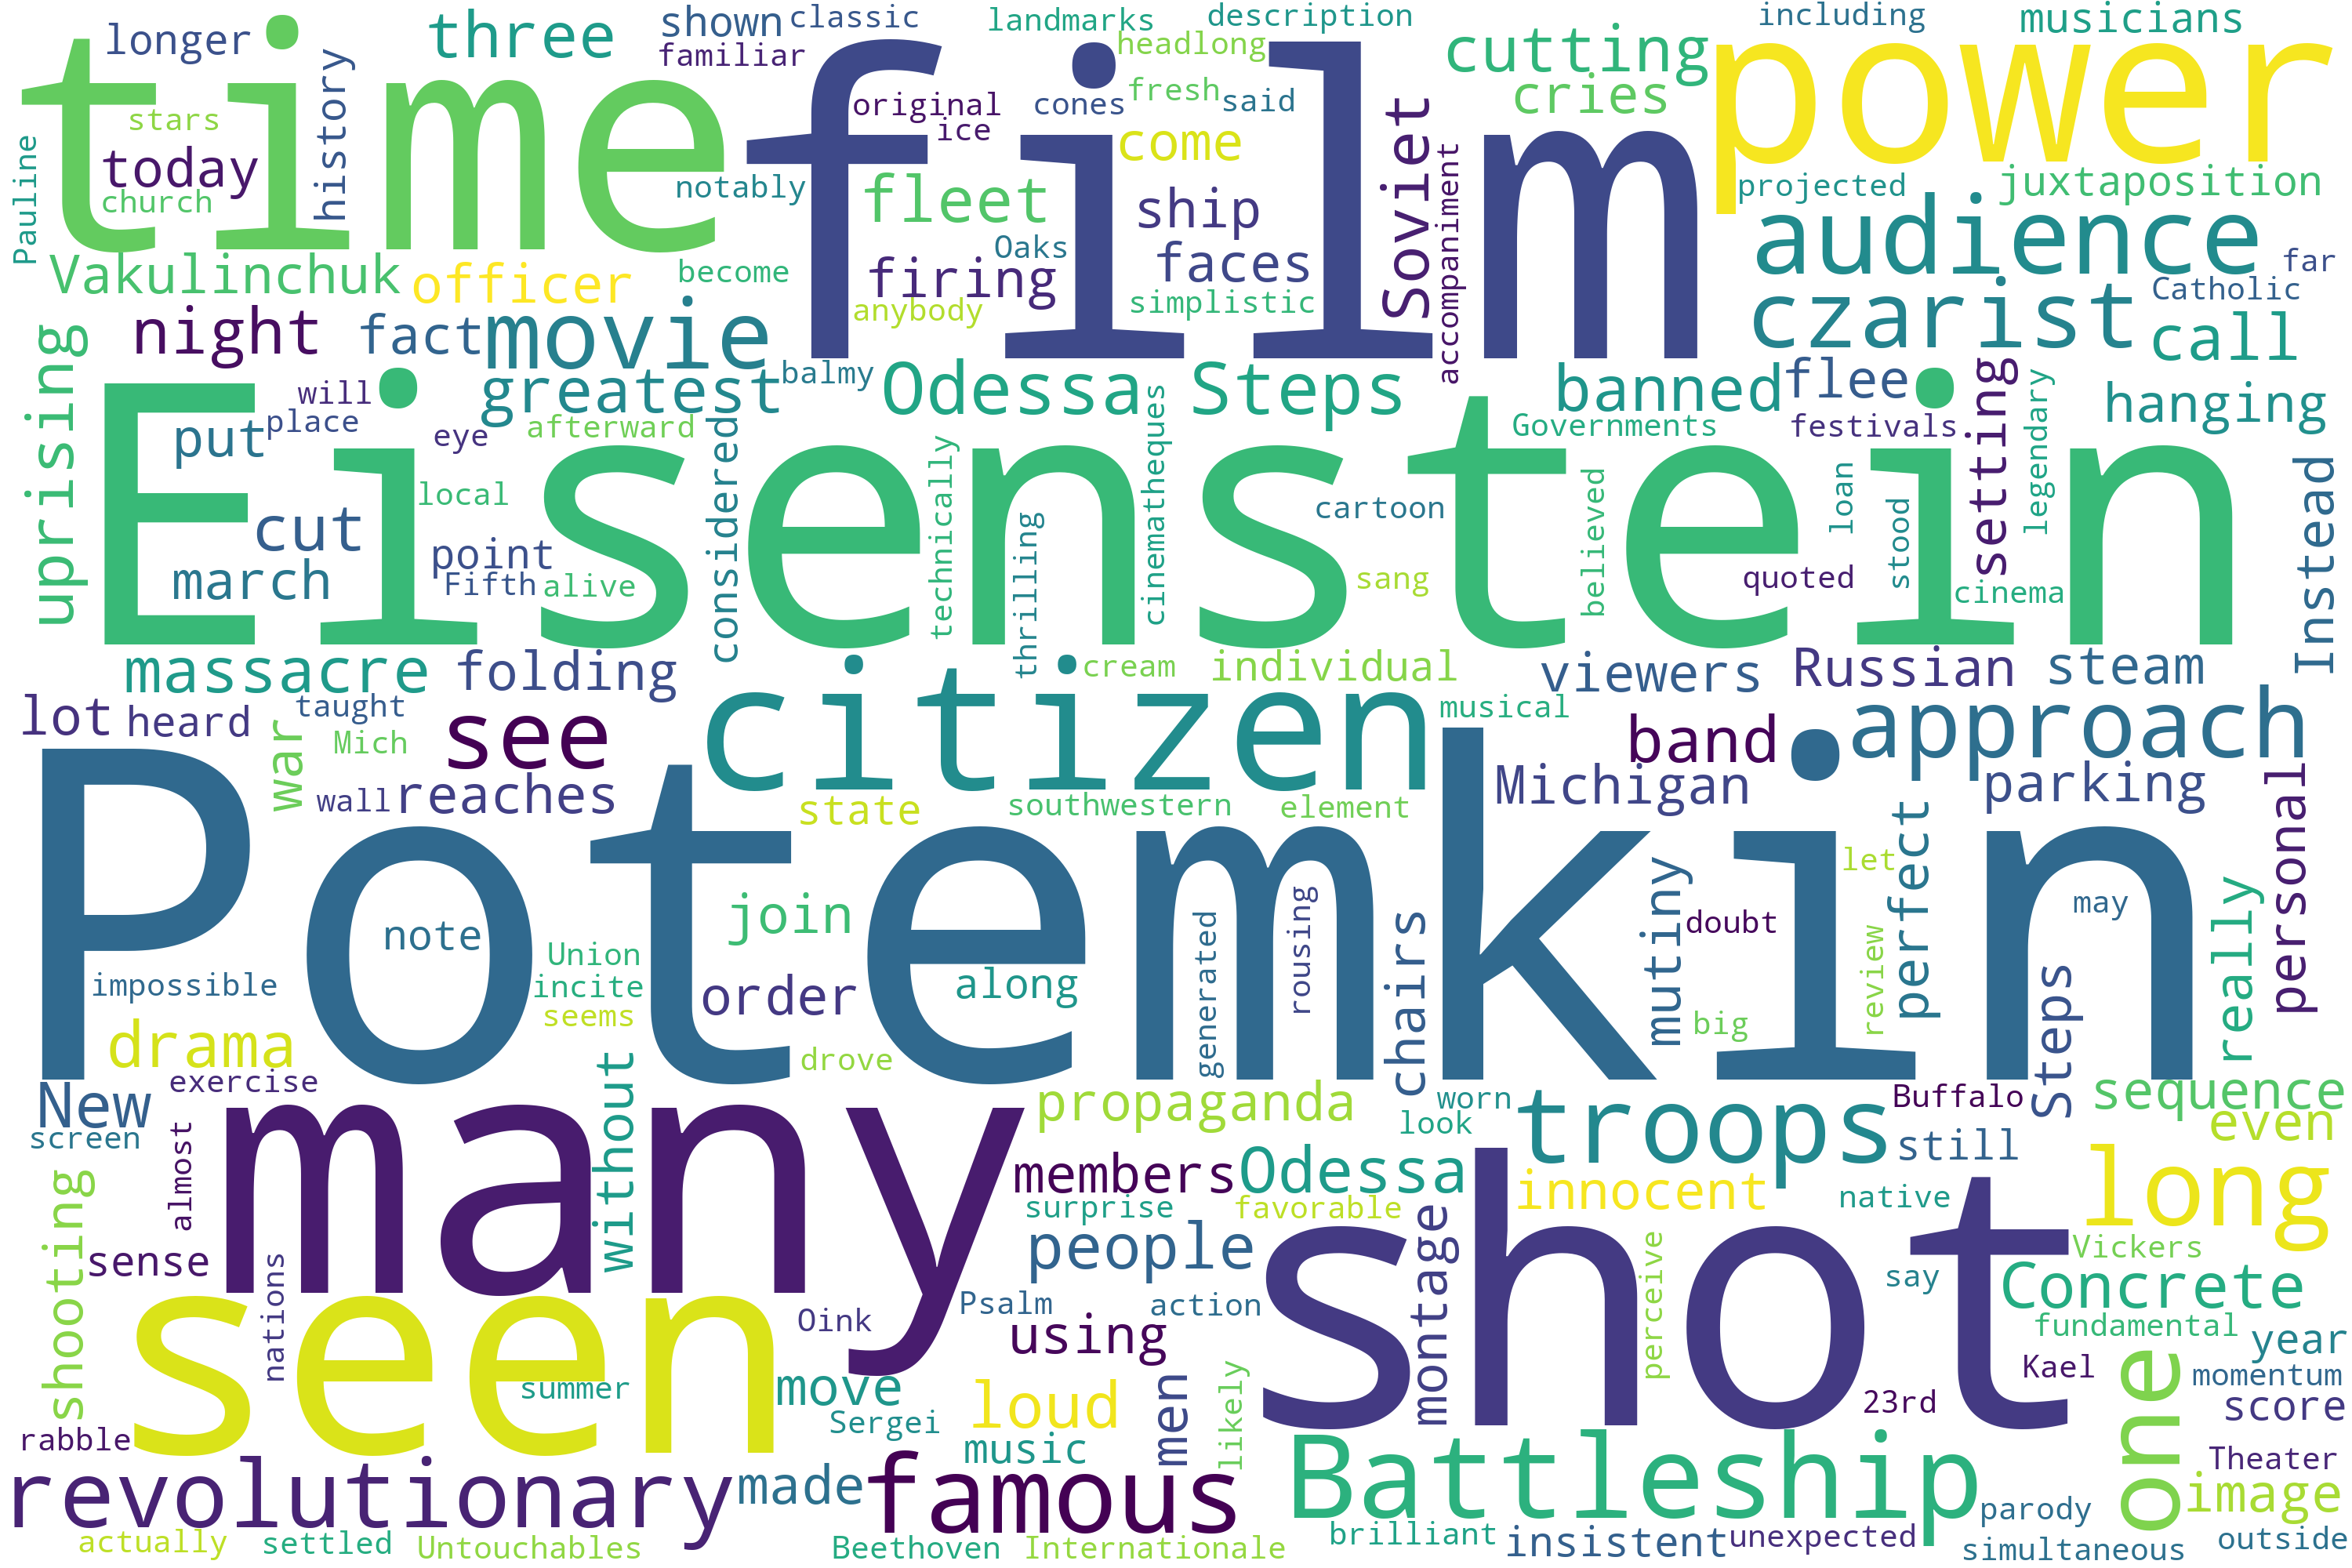 longer
three
shown
classic
familiar
landmarks
description
headlong
including
musicians
cutting
time
film
power
stars
today
church
history
Pauline
original
ice
cones
fresh
said
come
cries
Soviet
accompaniment
notably
fleet
ship
projected
juxtaposition
audience
Vakulinchuk
officer
become
Oaks
firing
faces
anybody
simplistic
czarist
Catholic
far
night
fact
movie
call
uprising
will
place
greatest
balmy
Odessa Steps
banned
flee
setting
legendary
hanging
put
eye
afterward
considered
cinematheques
Governments
festivals
Eisenstein
cut
local
technically
thrilling
cartoon
believed
loan
stood
quoted
Instead
march
point
Fifth
alive
sang
cinema
massacre
folding
cream
individual
viewers
Russian
steam
lot
heard
war
taught
Mich
see
citizen
musical
band
approach
wall
reaches
state
southwestern
element
Michigan
parking
personal
Potemkin
note
join
let
perfect
may
really
impossible
Union
incite
seems
order
along
generated
rousing
chairs
mutiny
doubt
big
review
Steps
drama
drove
exercise
New
screen
many
without
propaganda
worn
look
troops
Buffalo
still
sequence
even
almost
shooting
sense
nations
members
Odessa
surprise
favorable
innocent
native
long
people
montage
perceive
Vickers
say
Concrete
seen
Oink
Psalm
action
using
shot
fundamental
year
Kael
momentum
one
summer
move
Sergei
loud
men
likely
23rd
score
rabble
music
Theater
revolutionary
made
famous
Battleship
image
parody
actually
settled
Untouchables
Beethoven
Internationale
brilliant
insistent
unexpected
simultaneous
outside